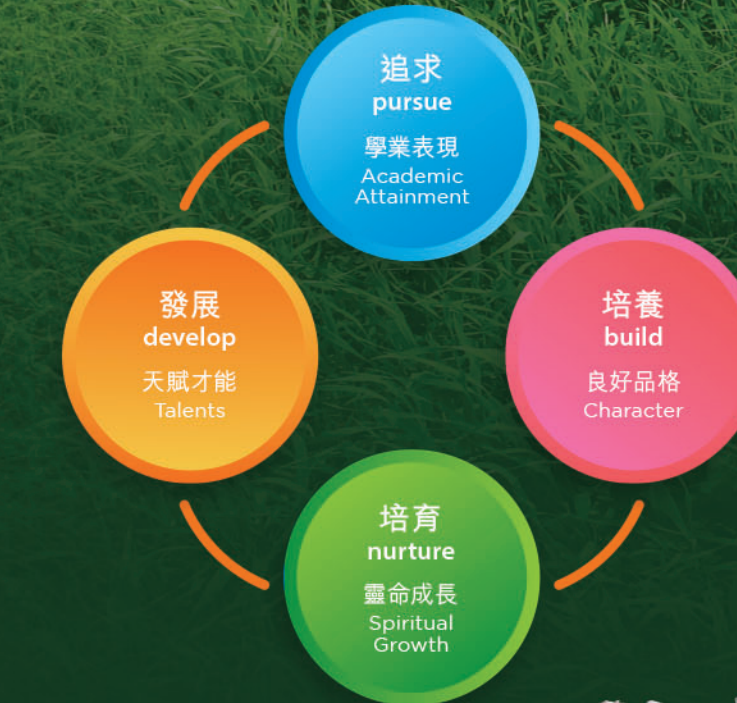 追求
pursue
學業表現
Academic
Attainment
發展
develop
天賦才能
Talents
培養
build
良好品格
Character
培育
nurture
靈命成長
Spiritual
Growth